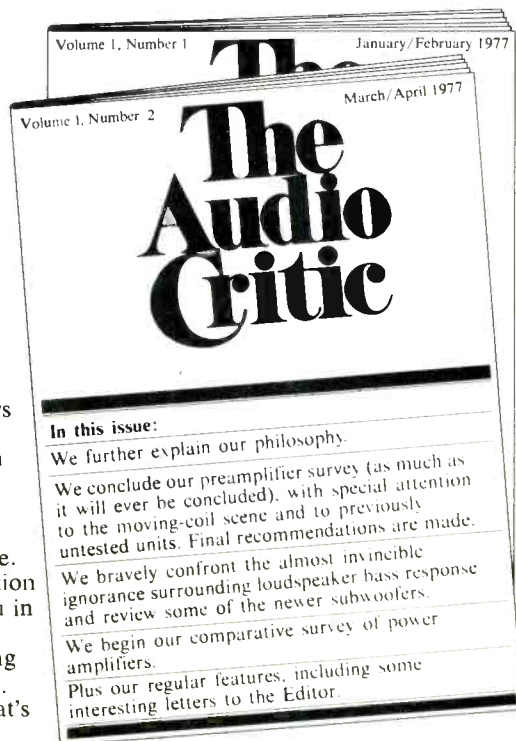 Volume 1, Number 1 January/February 1977
The
Volume 1, Number 2 March/April 1977
The
Audio
Critic
In this issue:
We further explain our philosophy.
We conclude our preamplifier survey (as much as
it will ever be concluded), with special attention
to the moving-coil scene and to previously
untested units. Final recommendations are made.
We bravely confront the almost invincible
ignorance surrounding loudspeaker bass response
and review some of the newer subwoofers.
We begin our comparative survey of power
amplifiers.
Plus our regular features, including some
interesting letters to the Editor.
in